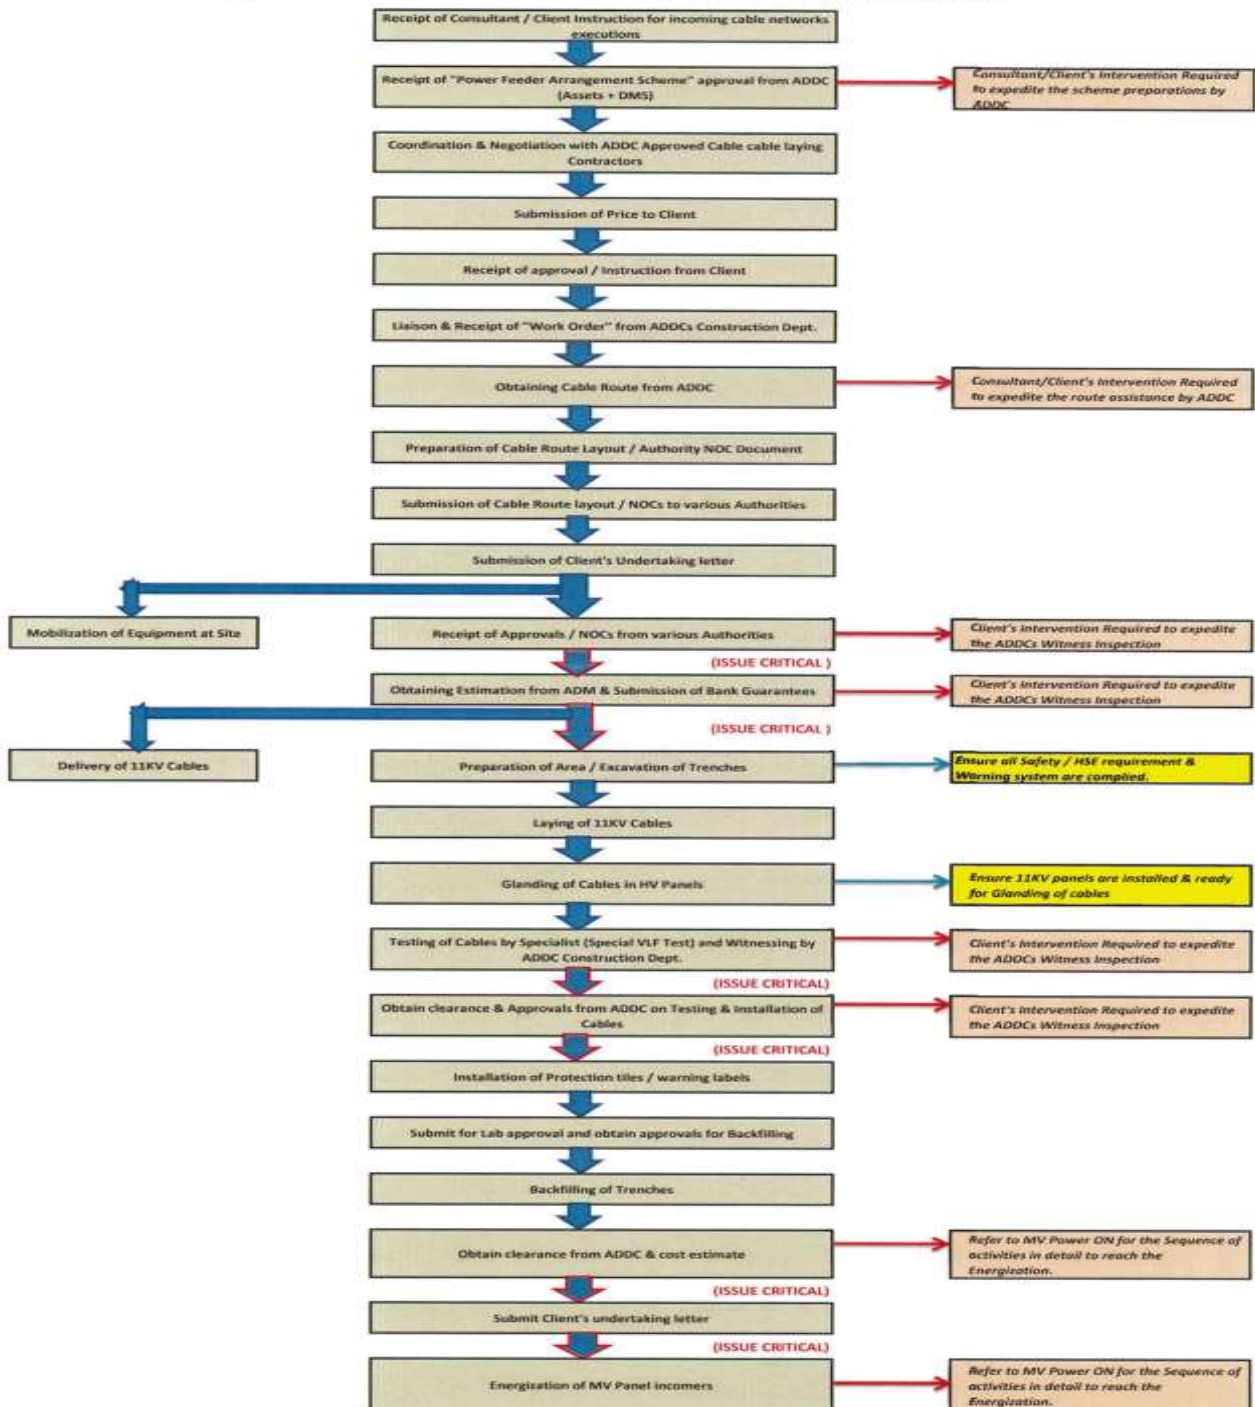 Receipt of Consultant / Client Instruction for incoming cable networks
executions
Receipt of "Power Feeder Arrangement Scheme" approval from ADDC
(Assets + DMS)
Consultant/Client's Intervention Required
to expedite the scheme preparations by
ADDC
Coordination & Negotiation with ADDC Approved Cable cable laying
Contractors
Submission of Price to Client
Receipt of approval / Instruction from Client
Liaison & Receipt of "Work Order" from ADDCs Construction Dept.
Obtaining Cable Route from ADDC
Consultant/Client's Intervention Required
to expedite the route assistance by ADDC
Preparation of Cable Route Layout / Authority NOC Document
Submission of Cable Route layout / NOCs to various Authorities
Submission of Client's Undertaking letter
Mobilization of Equipment at Site
Receipt of Approvals / NOCs from various Authorities
Client's Intervention Required to expedite
the ADDCs Witness Inspection
(ISSUE CRITICAL )
Obtaining Estimation from ADM & Submission of Bank Guarantees
Client's Intervention Required to expedite
the ADDCs Witness Inspection
(ISSUE CRITICAL )
Delivery of 11KV Cables
Preparation of Area / Excavation of Trenches
Ensure all Safety / HSE requirement &
Warning system are complied.
Laying of 11KV Cables
Glanding of Cables in HV Panels
Ensure 11KV panels are installed & ready
for Glanding of cables
Testing of Cables by Specialist (Special VLF Test) and Witnessing by
ADDC Construction Dept.
Client's Intervention Required to expedite
the ADDCs Witness Inspection
(ISSUE CRITICAL)
Obtain clearance & Approvals from ADDC on Testing & Installation of
Cables
Client's Intervention Required to expedite
the ADDCs Witness Inspection
(ISSUE CRITICAL)
Installation of Protection tiles / warning labels
Submit for Lab approval and obtain approvals for Backfilling
Backfilling of Trenches
Obtain clearance from ADDC & cost estimate
Refer to MV Power ON for the Sequence of
activities in detail to reach the
Energization.
(ISSUE CRITICAL)
Submit Client's undertaking letter
(ISSUE CRITICAL)
Energization of MV Panel incomers
Refer to MV Power ON for the Sequence of
activities in detail to reach the
Energization.